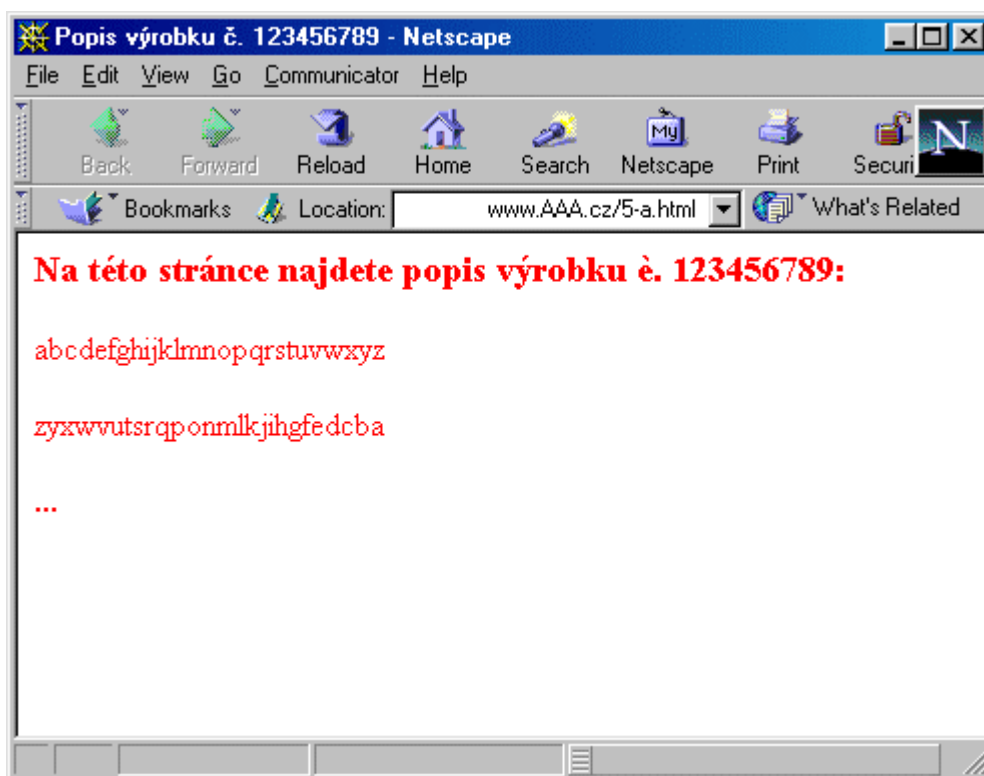 Popis výrobku č. 123456789 - Netscape
File Edit View Go Communicator Help
Back Forward Reload Home Search Netscape Print Securi
My N
Bookmarks Location: www.AAA.cz/5-a.html What's Related
Na této stránce najdete popis výrobku è. 123456789:
abcdefghijklmnopqrstuvwxyz
zyxwvutsrqponmlkjihgfedcba
...